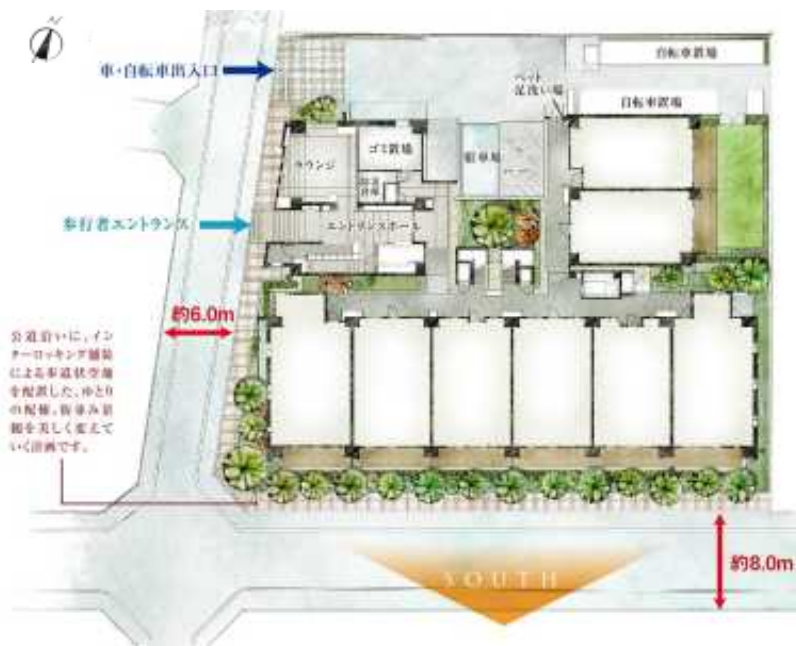 N
車・自転車出入口
自転車置場
ペット
足洗い場
自転車置場
ゴミ置場
ラウンジ
駐車場
歩行者エントランス
エントランスホール
約6.0m
公道沿いに、イン
ターロッキング舗装
による歩道状空地
を配置した、ゆとり
の配棟。街並み景
観を美しく変えて
いく計画です。
約8.0m
SOUTH